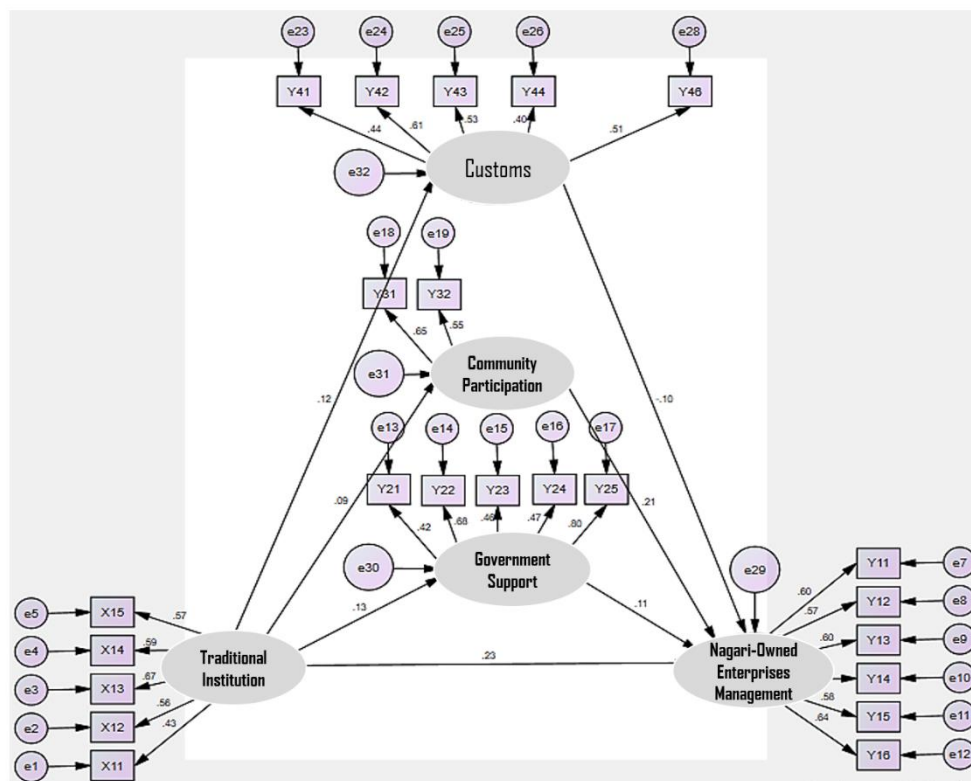 e23 e24 e25 e26 e28
Y41 Y42 Y43 Y44 Y46
.44 .61 .53 .40 .51
Customs
e32
e18 e19
Y31 Y32
.65 .55
Community
Participation
e31
.12 -.10
e13 e14 e15 e16 e17
Y21 Y22 Y23 Y24 Y25
.09 .21
.42 .68 .46 .47 .80
Government
Support
e30
e29
.13 .11
Y11 e7
.60
Y12 e8
.57
Y13 e9
.60
Y14 e10
Y15 e11
.58
Y16 e12
.64
e5 X15 .57
e4 X14 .59
e3 X13 .67
e2 X12 .56
e1 X11 .43
Traditional
Institution
.23
Nagari-Owned
Enterprises
Management